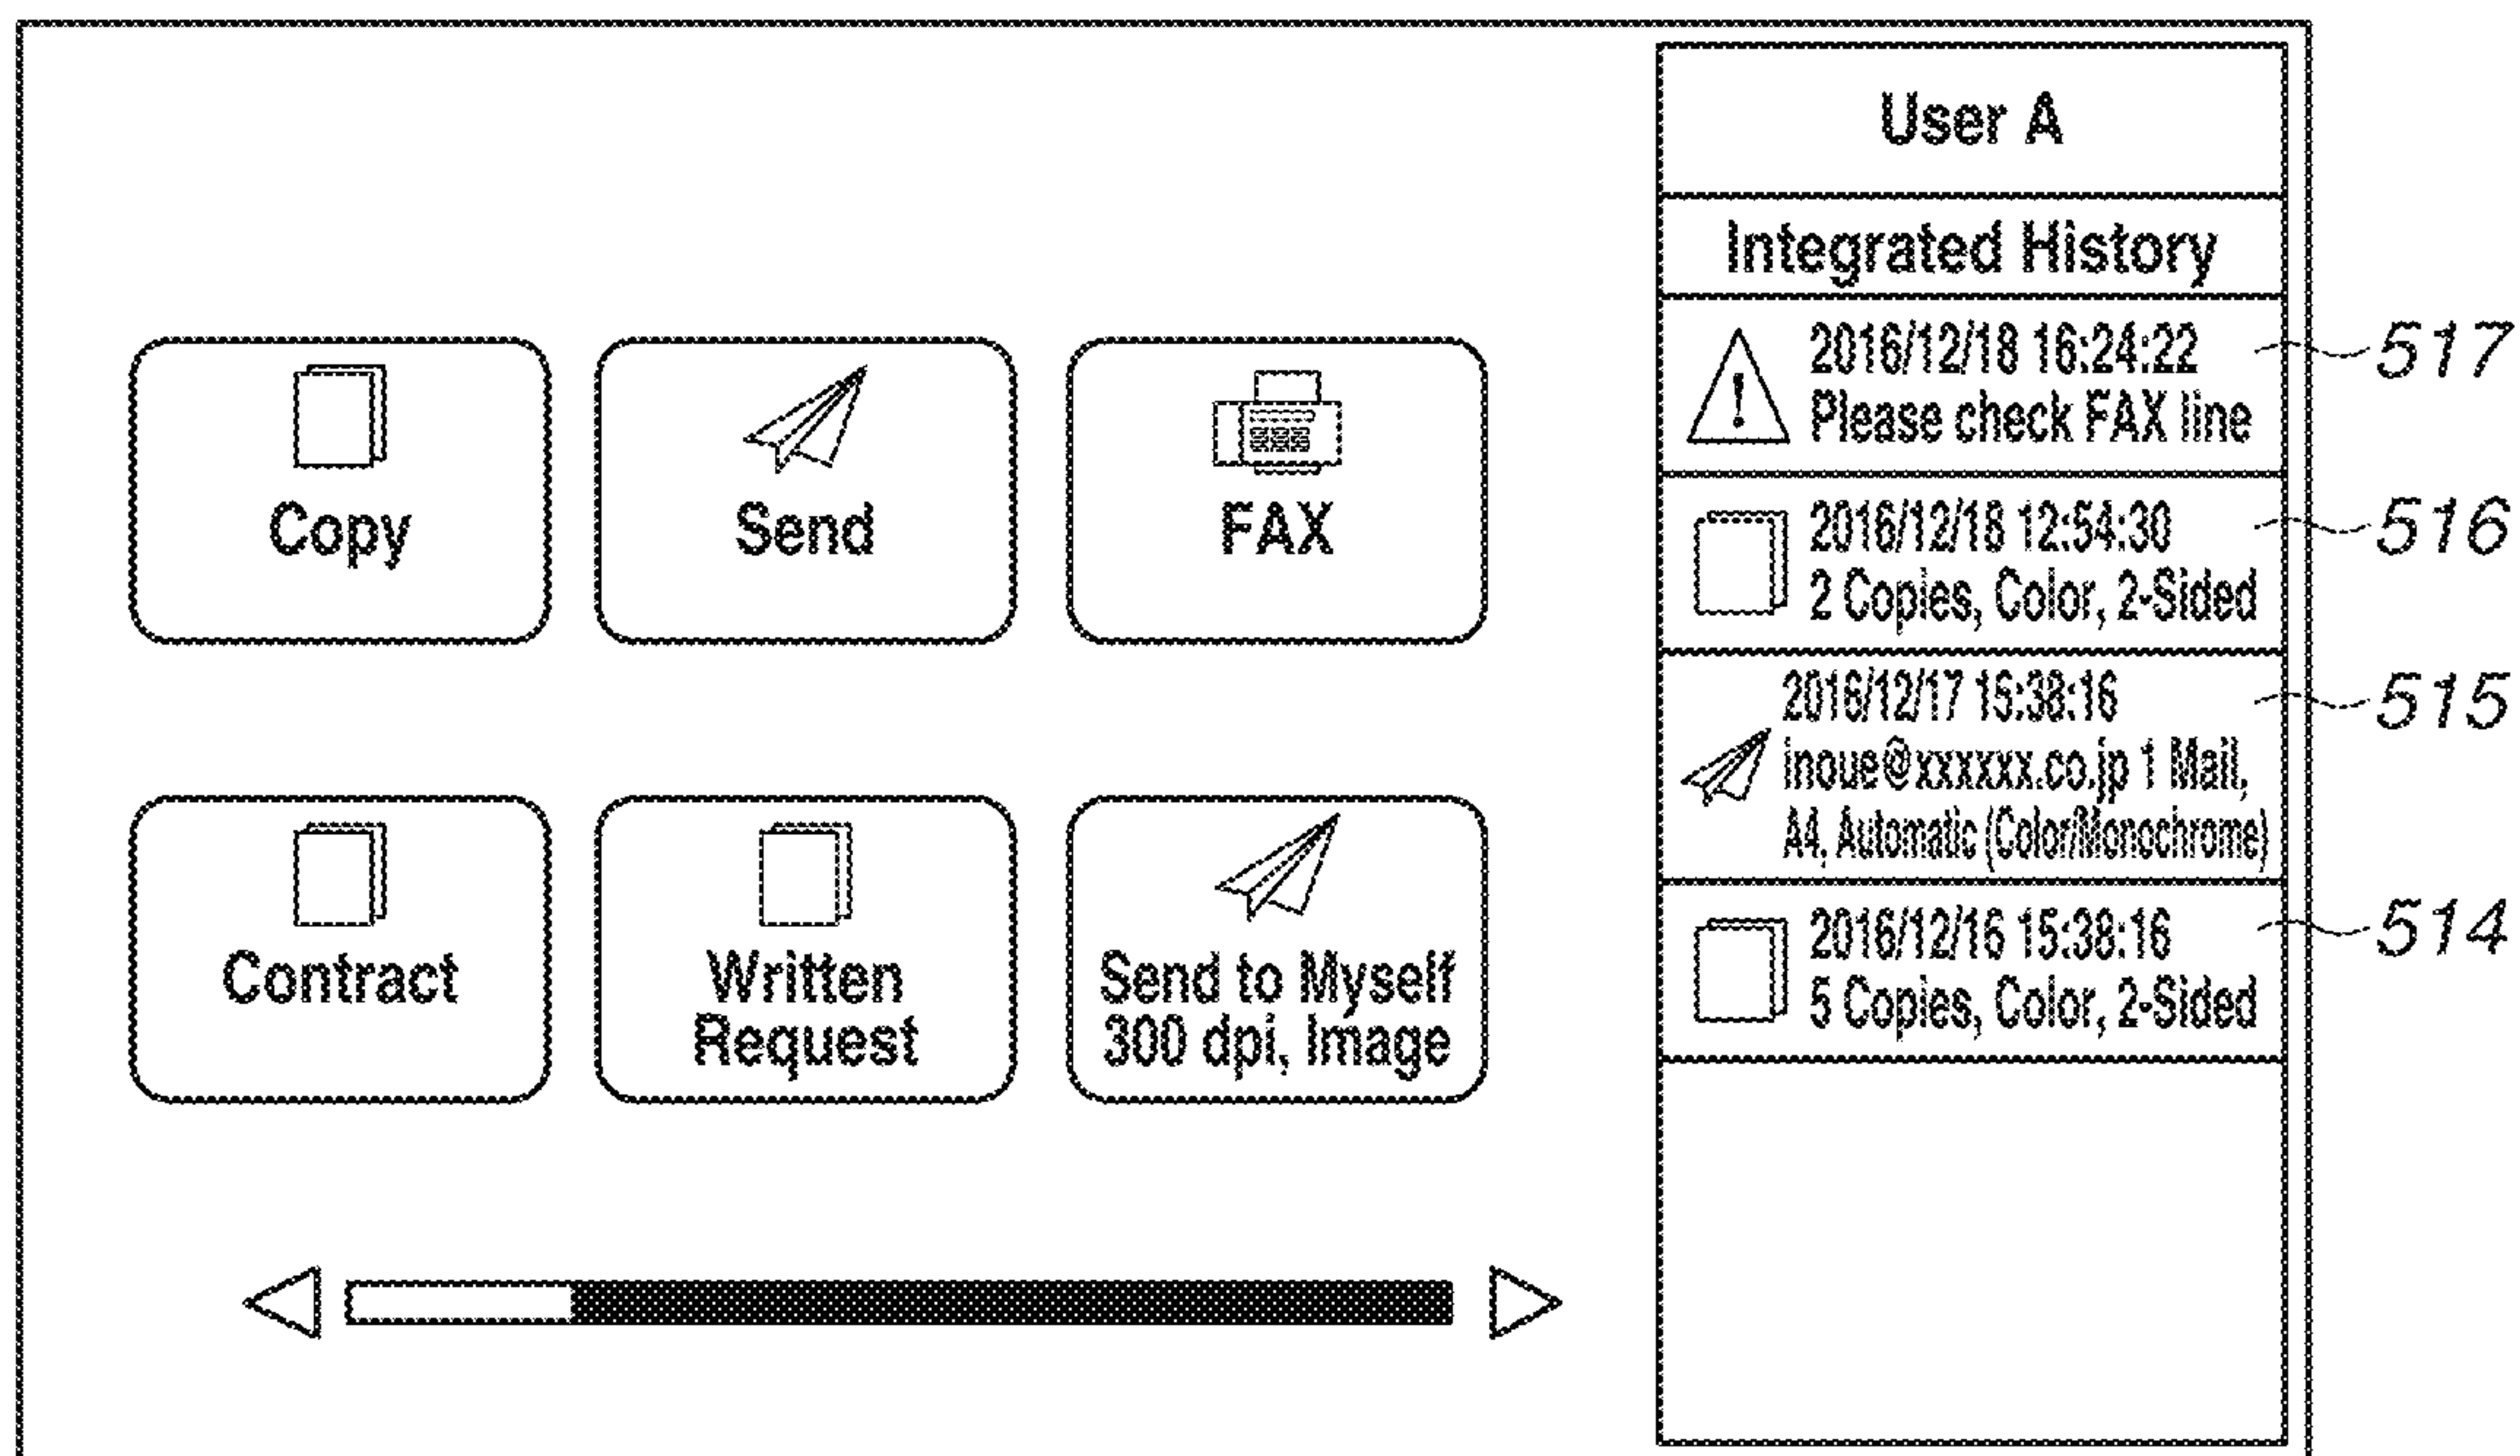 User A
Integrated History
2016/12/18 16:24:22
Please check FAX line
517
2016/12/18 12:54:30
2 Copies, Color, 2-Sided
516
2016/12/17 15:38:16
inoue@xxxxxx.co.jp 1 Mail,
A4, Automatic (Color/Monochrome)
515
2016/12/16 15:38:16
5 Copies, Color, 2-Sided
514
Copy
Send
FAX
Contract
Written
Request
Send to Myself
300 dpi, Image